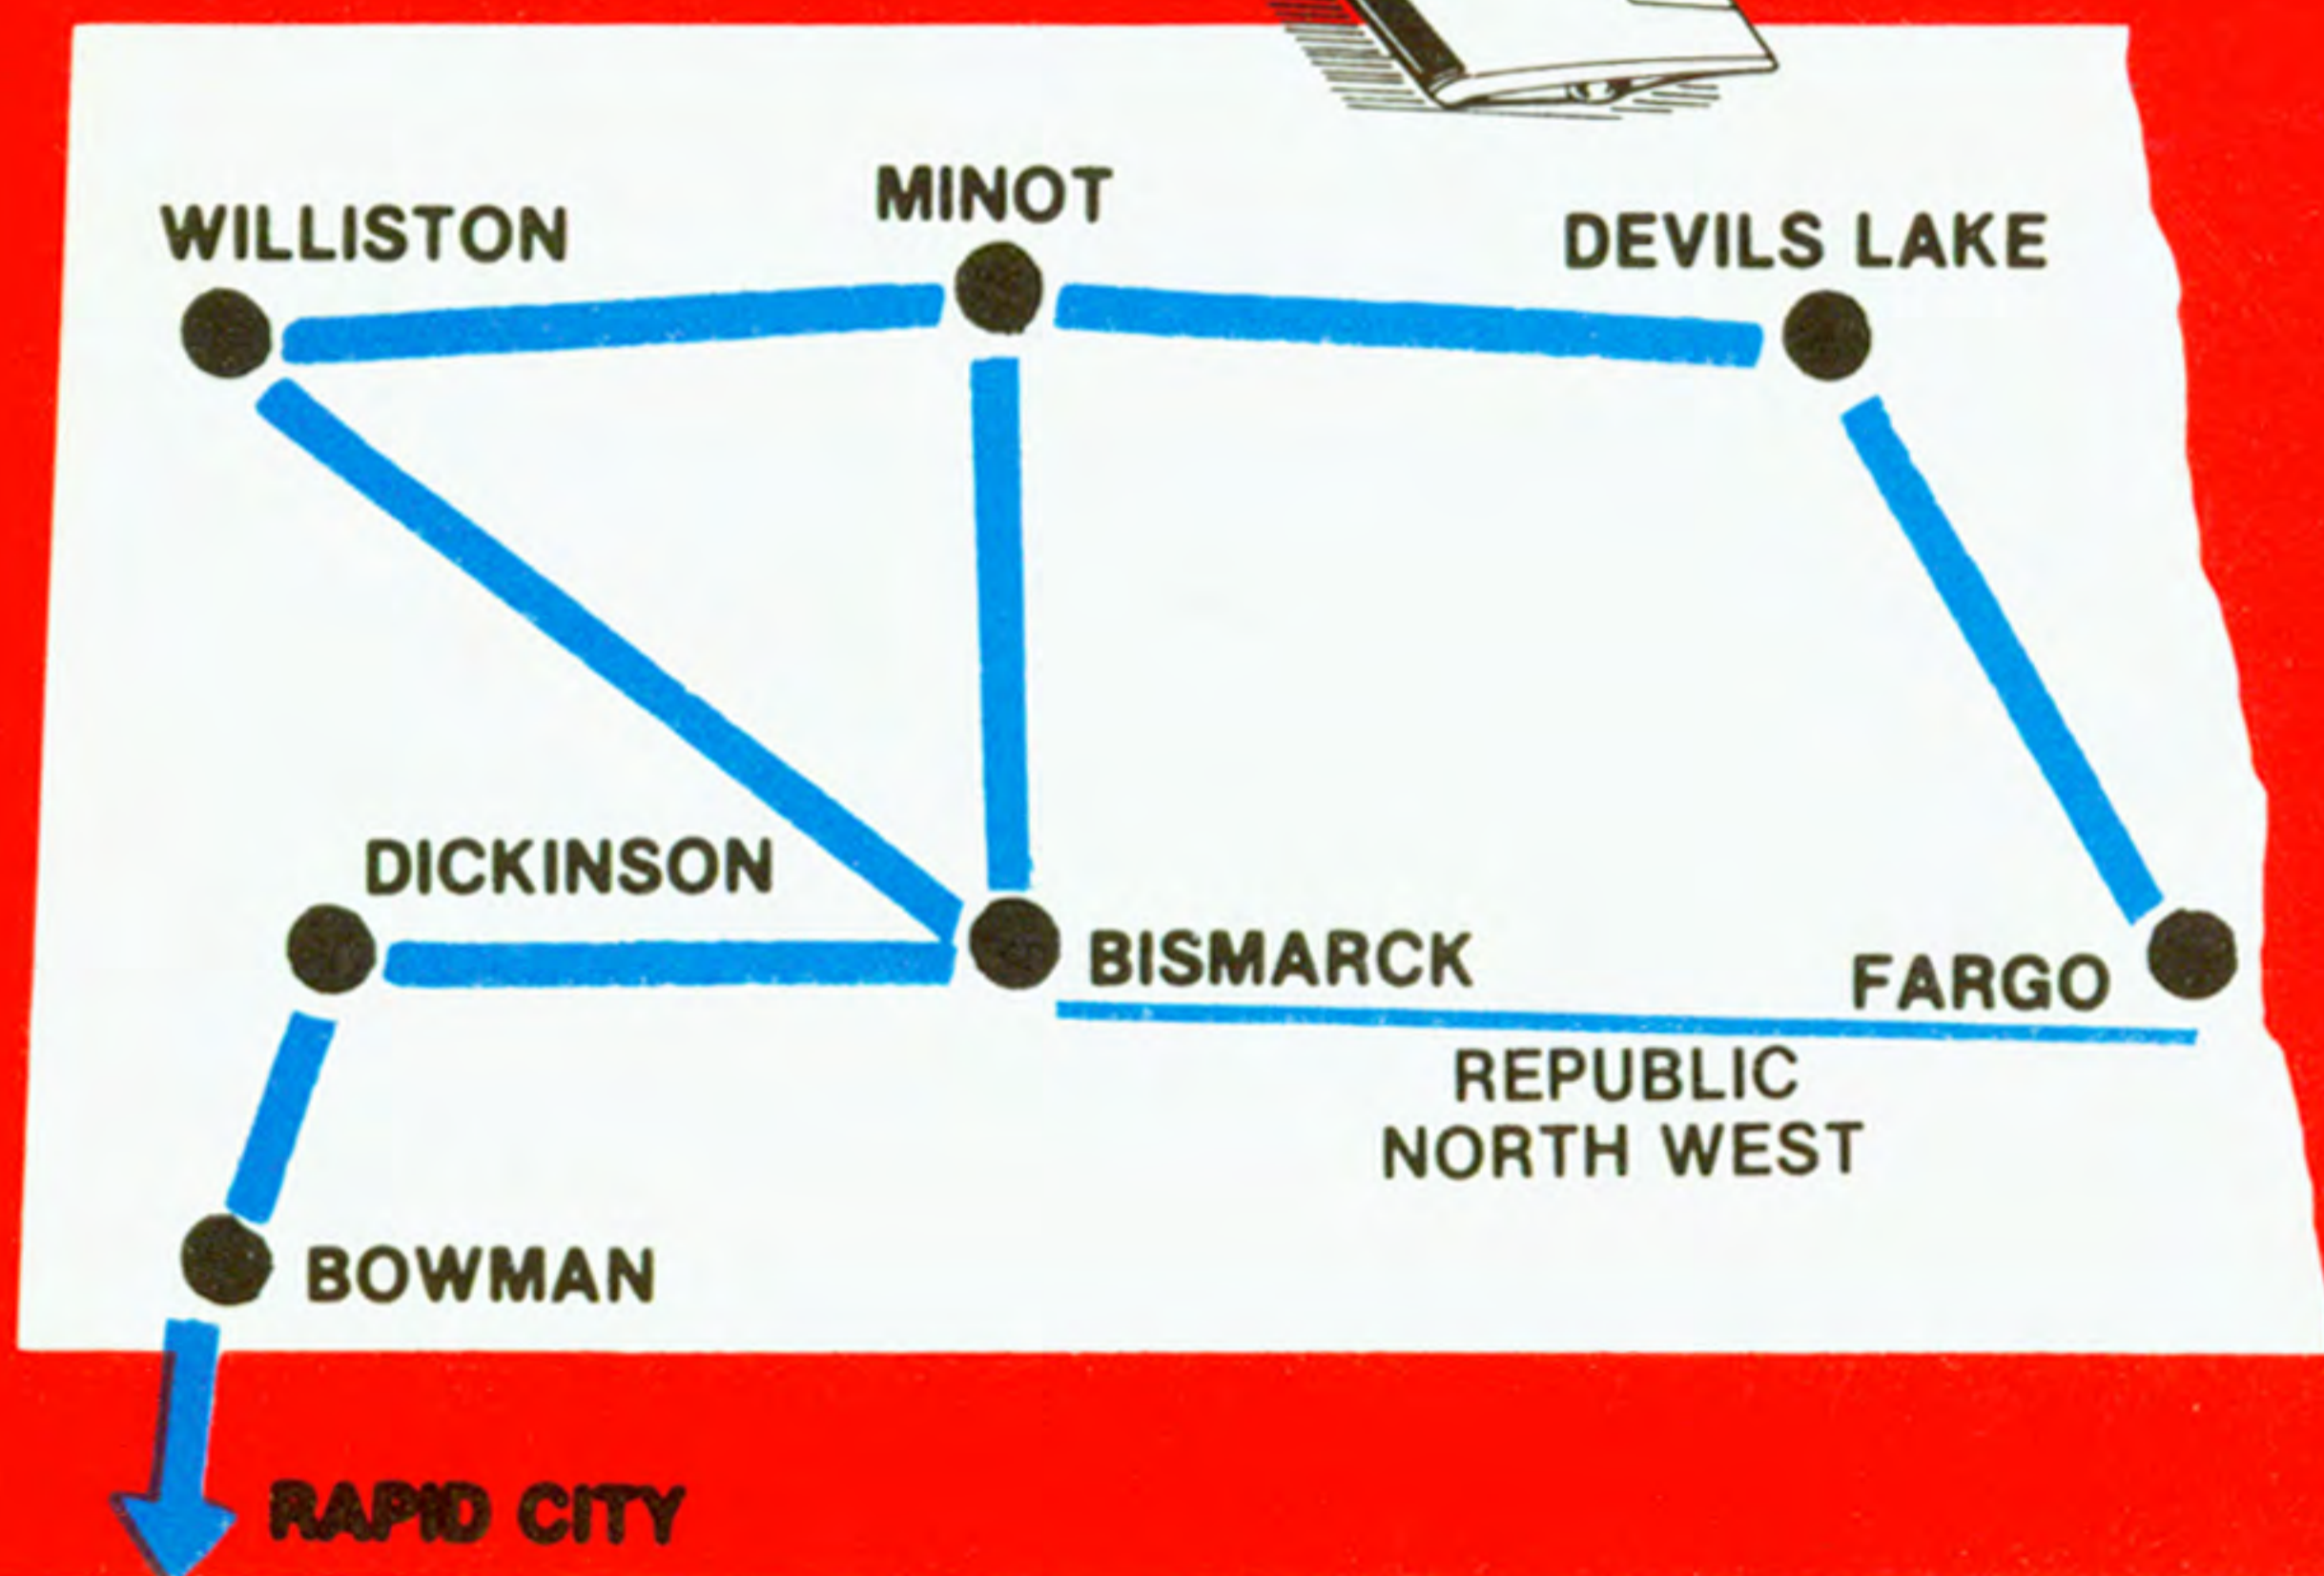 MINOT
WILLISTON
DEVILS LAKE
DICKINSON
BISMARCK
FARGO
REPUBLIC
NORTH WEST
BOWMAN
RAPID CITY